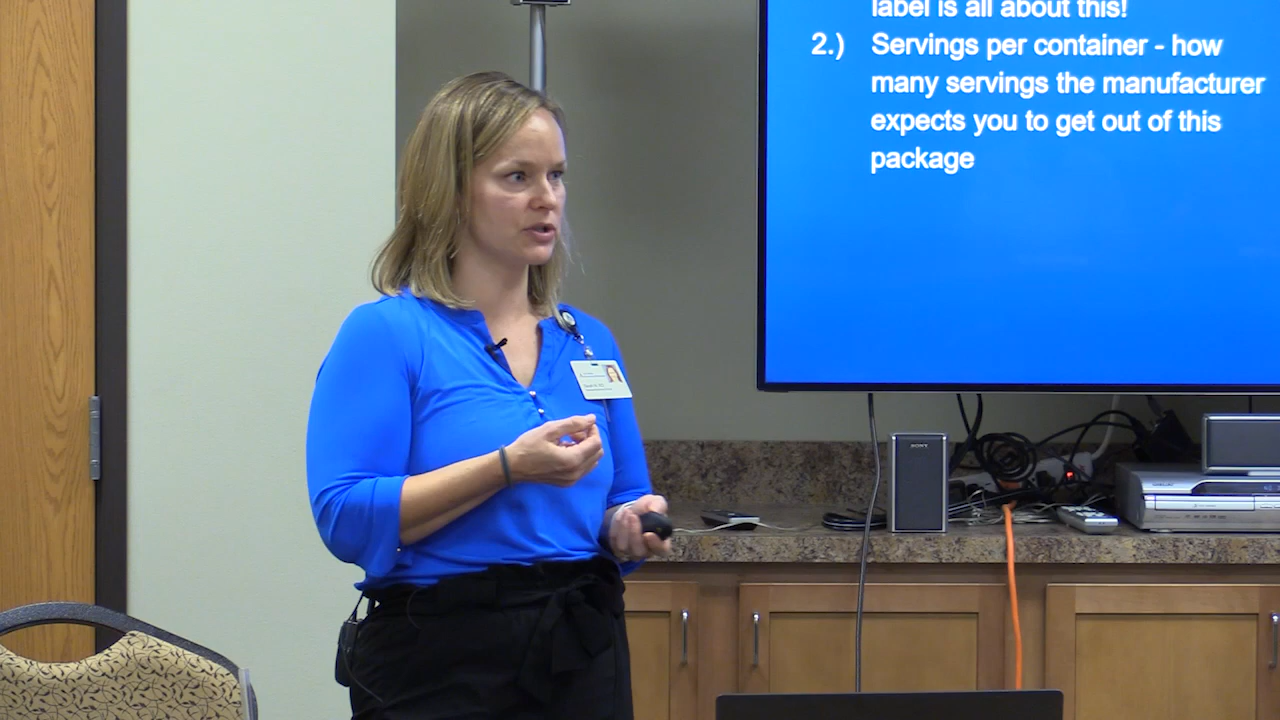 label is all about this!
2.) Servings per container - how
many servings the manufacturer
expects you to get out of this
package
SONY